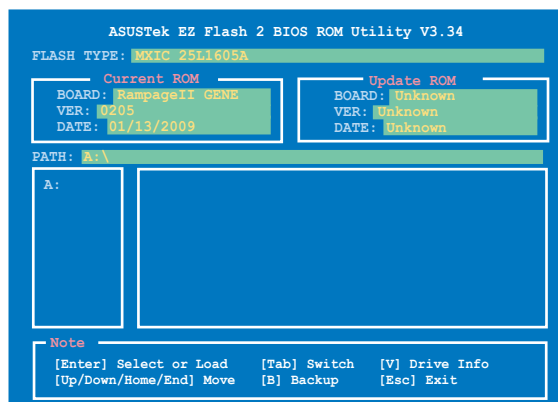 ASUSTek EZ Flash 2 BIOS ROM Utility V3.34
FLASH TYPE: MXIC 25L1605A
Current ROM
BOARD: RampageII GENE
VER: 0205
DATE: 01/13/2009
Update ROM
BOARD: Unknown
VER: Unknown
DATE: Unknown
PATH: A:\
A:
Note
[Enter] Select or Load [Tab] Switch [V] Drive Info
[Up/Down/Home/End] Move [B] Backup [Esc] Exit